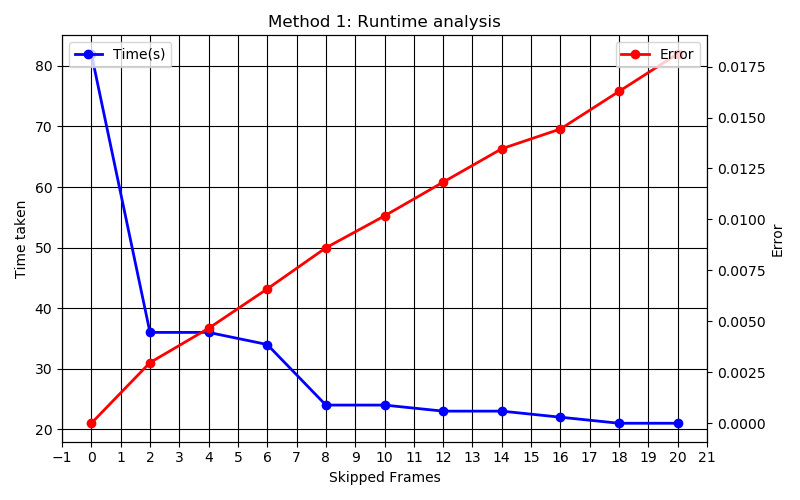 Method 1: Runtime analysis
Time(s)
Error
80
70
60
50
40
30
20
Time taken
0.0175
0.0150
0.0125
0.0100
0.0075
0.0050
0.0025
0.0000
Error
−1 0 1 2 3 4 5 6 7 8 9 10 11 12 13 14 15 16 17 18 19 20 21
Skipped Frames